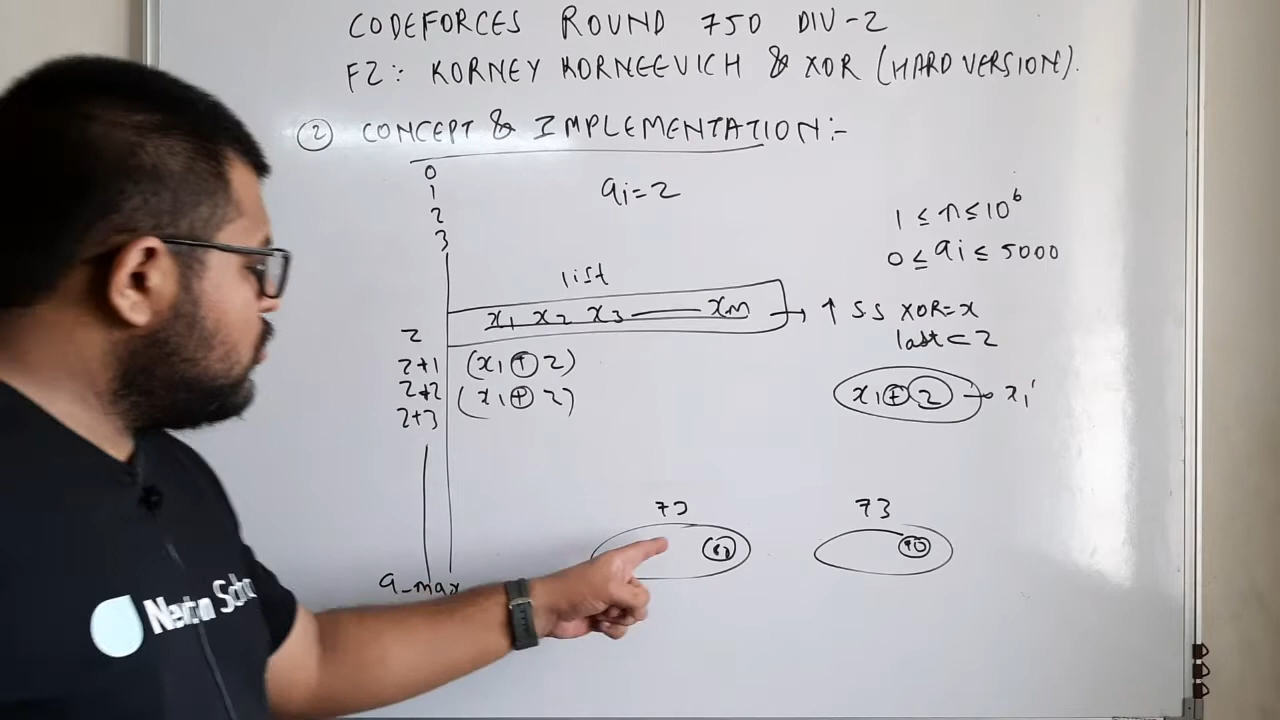 CODEFORCES ROUND 750 DIV-2
F2: KORNEY KORNEEVICH & XOR (HARD VERSION).
② CONCEPT & IMPLEMENTATION:-
0
1
2
3
ai=2
1 ≤ n ≤ 10⁶
0 ≤ ai ≤ 5000
list
2 x₁ x₂ x₃ — xm → ↑ SS XOR=x
last < 2
2+1 (x₁ ⊕ 2)
2+2 (x₁ ⊕ 2)
2+3
x₁ ⊕ 2 → x₁'
73
73
10
a_max